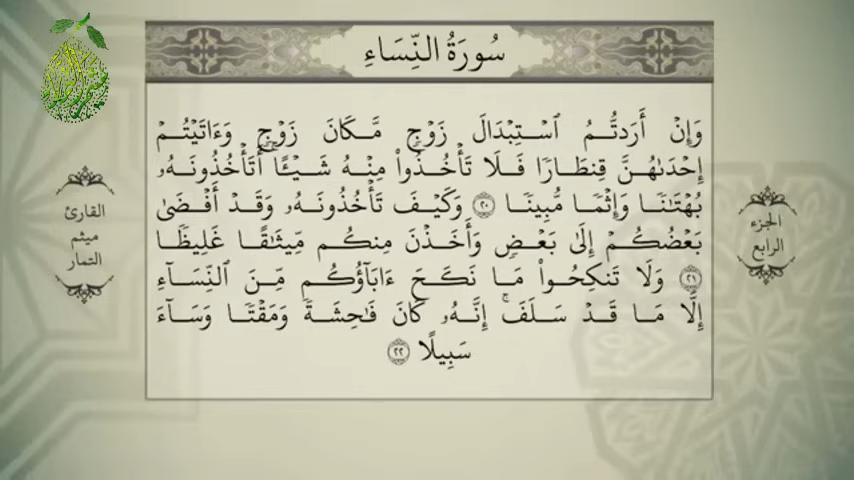 سُورَةُ النِّسَاءِ
وَإِنْ أَرَدتُّمُ ٱسْتِبْدَالَ زَوْجٍ مَّكَانَ زَوْجٍ وَءَاتَيْتُمْ
إِحْدَىٰهُنَّ قِنطَارًا فَلَا تَأْخُذُوا۟ مِنْهُ شَيْـًٔا ۚ أَتَأْخُذُونَهُۥ
بُهْتَـٰنًا وَإِثْمًا مُّبِينًا ٢٠ وَكَيْفَ تَأْخُذُونَهُۥ وَقَدْ أَفْضَىٰ
بَعْضُكُمْ إِلَىٰ بَعْضٍ وَأَخَذْنَ مِنكُم مِّيثَـٰقًا غَلِيظًا
٢١ وَلَا تَنكِحُوا۟ مَا نَكَحَ ءَابَآؤُكُم مِّنَ ٱلنِّسَآءِ
إِلَّا مَا قَدْ سَلَفَ ۚ إِنَّهُۥ كَانَ فَـٰحِشَةً وَمَقْتًا وَسَآءَ
سَبِيلًا ٢٢
الجزء
الرابع
القارئ
ميثم
التمار